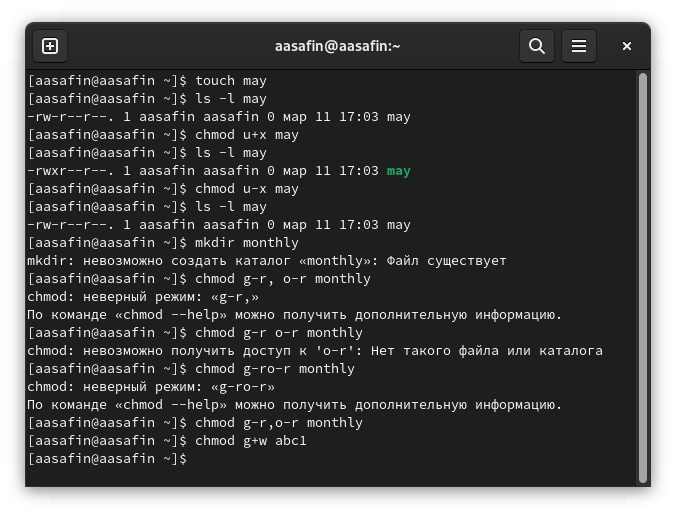 aasafin@aasafin:~
[aasafin@aasafin ~]$ touch may
[aasafin@aasafin ~]$ ls -l may
-rw-r--r--. 1 aasafin aasafin 0 мар 11 17:03 may
[aasafin@aasafin ~]$ chmod u+x may
[aasafin@aasafin ~]$ ls -l may
-rwxr--r--. 1 aasafin aasafin 0 мар 11 17:03 may
[aasafin@aasafin ~]$ chmod u-x may
[aasafin@aasafin ~]$ ls -l may
-rw-r--r--. 1 aasafin aasafin 0 мар 11 17:03 may
[aasafin@aasafin ~]$ mkdir monthly
mkdir: невозможно создать каталог «monthly»: Файл существует
[aasafin@aasafin ~]$ chmod g-r, o-r monthly
chmod: неверный режим: «g-r,»
По команде «chmod --help» можно получить дополнительную информацию.
[aasafin@aasafin ~]$ chmod g-r o-r monthly
chmod: невозможно получить доступ к 'o-r': Нет такого файла или каталога
[aasafin@aasafin ~]$ chmod g-ro-r monthly
chmod: неверный режим: «g-ro-r»
По команде «chmod --help» можно получить дополнительную информацию.
[aasafin@aasafin ~]$ chmod g-r,o-r monthly
[aasafin@aasafin ~]$ chmod g+w abc1
[aasafin@aasafin ~]$